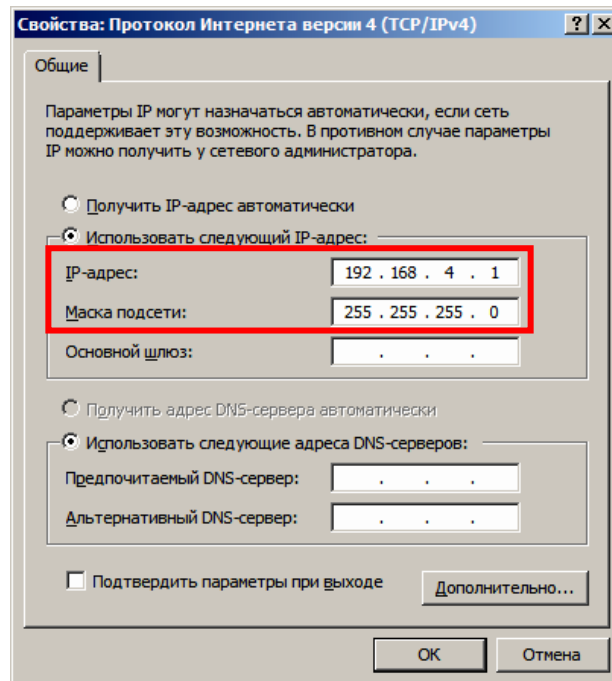 Свойства: Протокол Интернета версии 4 (TCP/IPv4)
Общие
Параметры IP могут назначаться автоматически, если сеть
поддерживает эту возможность. В противном случае параметры
IP можно получить у сетевого администратора.
Получить IP-адрес автоматически
Использовать следующий IP-адрес:
IP-адрес: 192 . 168 . 4 . 1
Маска подсети: 255 . 255 . 255 . 0
Основной шлюз: . . .
Получить адрес DNS-сервера автоматически
Использовать следующие адреса DNS-серверов:
Предпочитаемый DNS-сервер: . . .
Альтернативный DNS-сервер: . . .
Подтвердить параметры при выходе
Дополнительно...
ОК Отмена